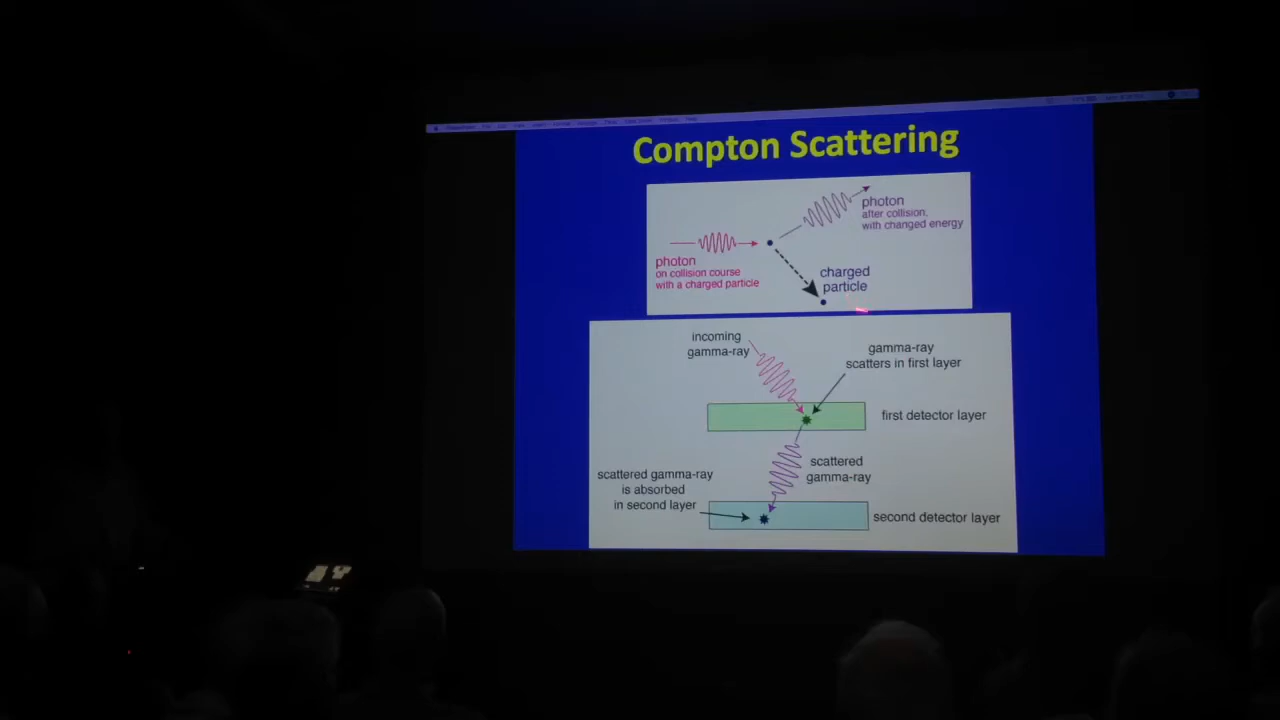 Compton Scattering
photon
after collision,
with changed energy
photon
on collision course
with a charged particle
charged
particle
incoming
gamma-ray
gamma-ray
scatters in first layer
first detector layer
scattered gamma-ray
is absorbed
in second layer
scattered
gamma-ray
second detector layer